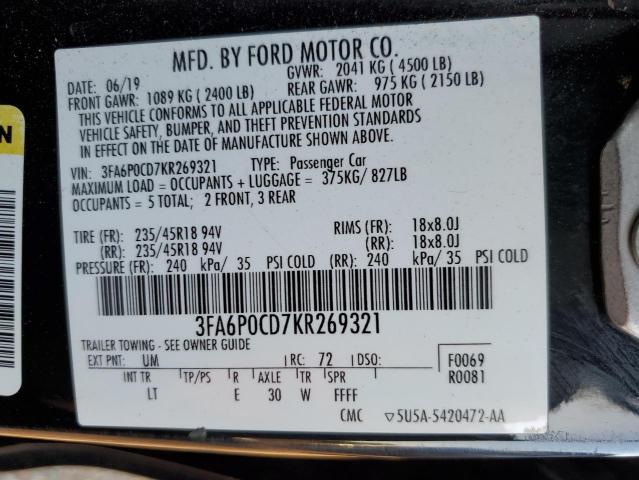 MFD. BY FORD MOTOR CO.
DATE: 06/19 GVWR: 2041 KG ( 4500 LB)
FRONT GAWR: 1089 KG ( 2400 LB) REAR GAWR: 975 KG ( 2150 LB)
THIS VEHICLE CONFORMS TO ALL APPLICABLE FEDERAL MOTOR
VEHICLE SAFETY, BUMPER, AND THEFT PREVENTION STANDARDS
IN EFFECT ON THE DATE OF MANUFACTURE SHOWN ABOVE.
VIN: 3FA6P0CD7KR269321 TYPE: Passenger Car
MAXIMUM LOAD = OCCUPANTS + LUGGAGE = 375KG/ 827LB
OCCUPANTS = 5 TOTAL; 2 FRONT, 3 REAR
TIRE (FR): 235/45R18 94V RIMS (FR): 18x8.0J
(RR): 235/45R18 94V (RR): 18x8.0J
PRESSURE (FR): 240 kPa/ 35 PSI COLD (RR): 240 kPa/ 35 PSI COLD
3FA6P0CD7KR269321
TRAILER TOWING - SEE OWNER GUIDE
EXT PNT: UM RC: 72 DSO: F0069
INT TR TP/PS R AXLE TR SPR R0081
LT E 30 W FFFF
CMC ▽5U5A-5420472-AA
N